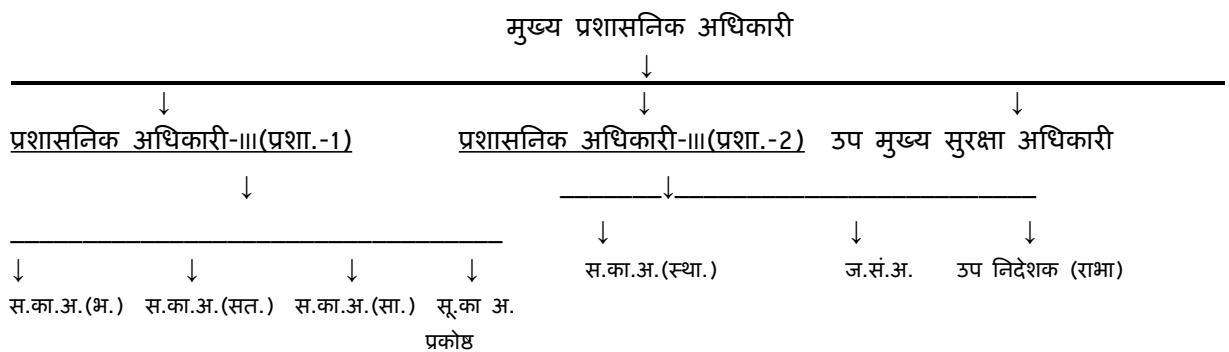 मुख्य प्रशासनिक अधिकारी
प्रशासनिक अधिकारी-III(प्रशा.-1) प्रशासनिक अधिकारी-III(प्रशा.-2) उप मुख्य सुरक्षा अधिकारी
स.का.अ.(स्था.) ज.सं.अ. उप निदेशक (राभा)
स.का.अ.(भ.) स.का.अ.(सत.) स.का.अ.(सा.) सू.का अ.
प्रकोष्ठ